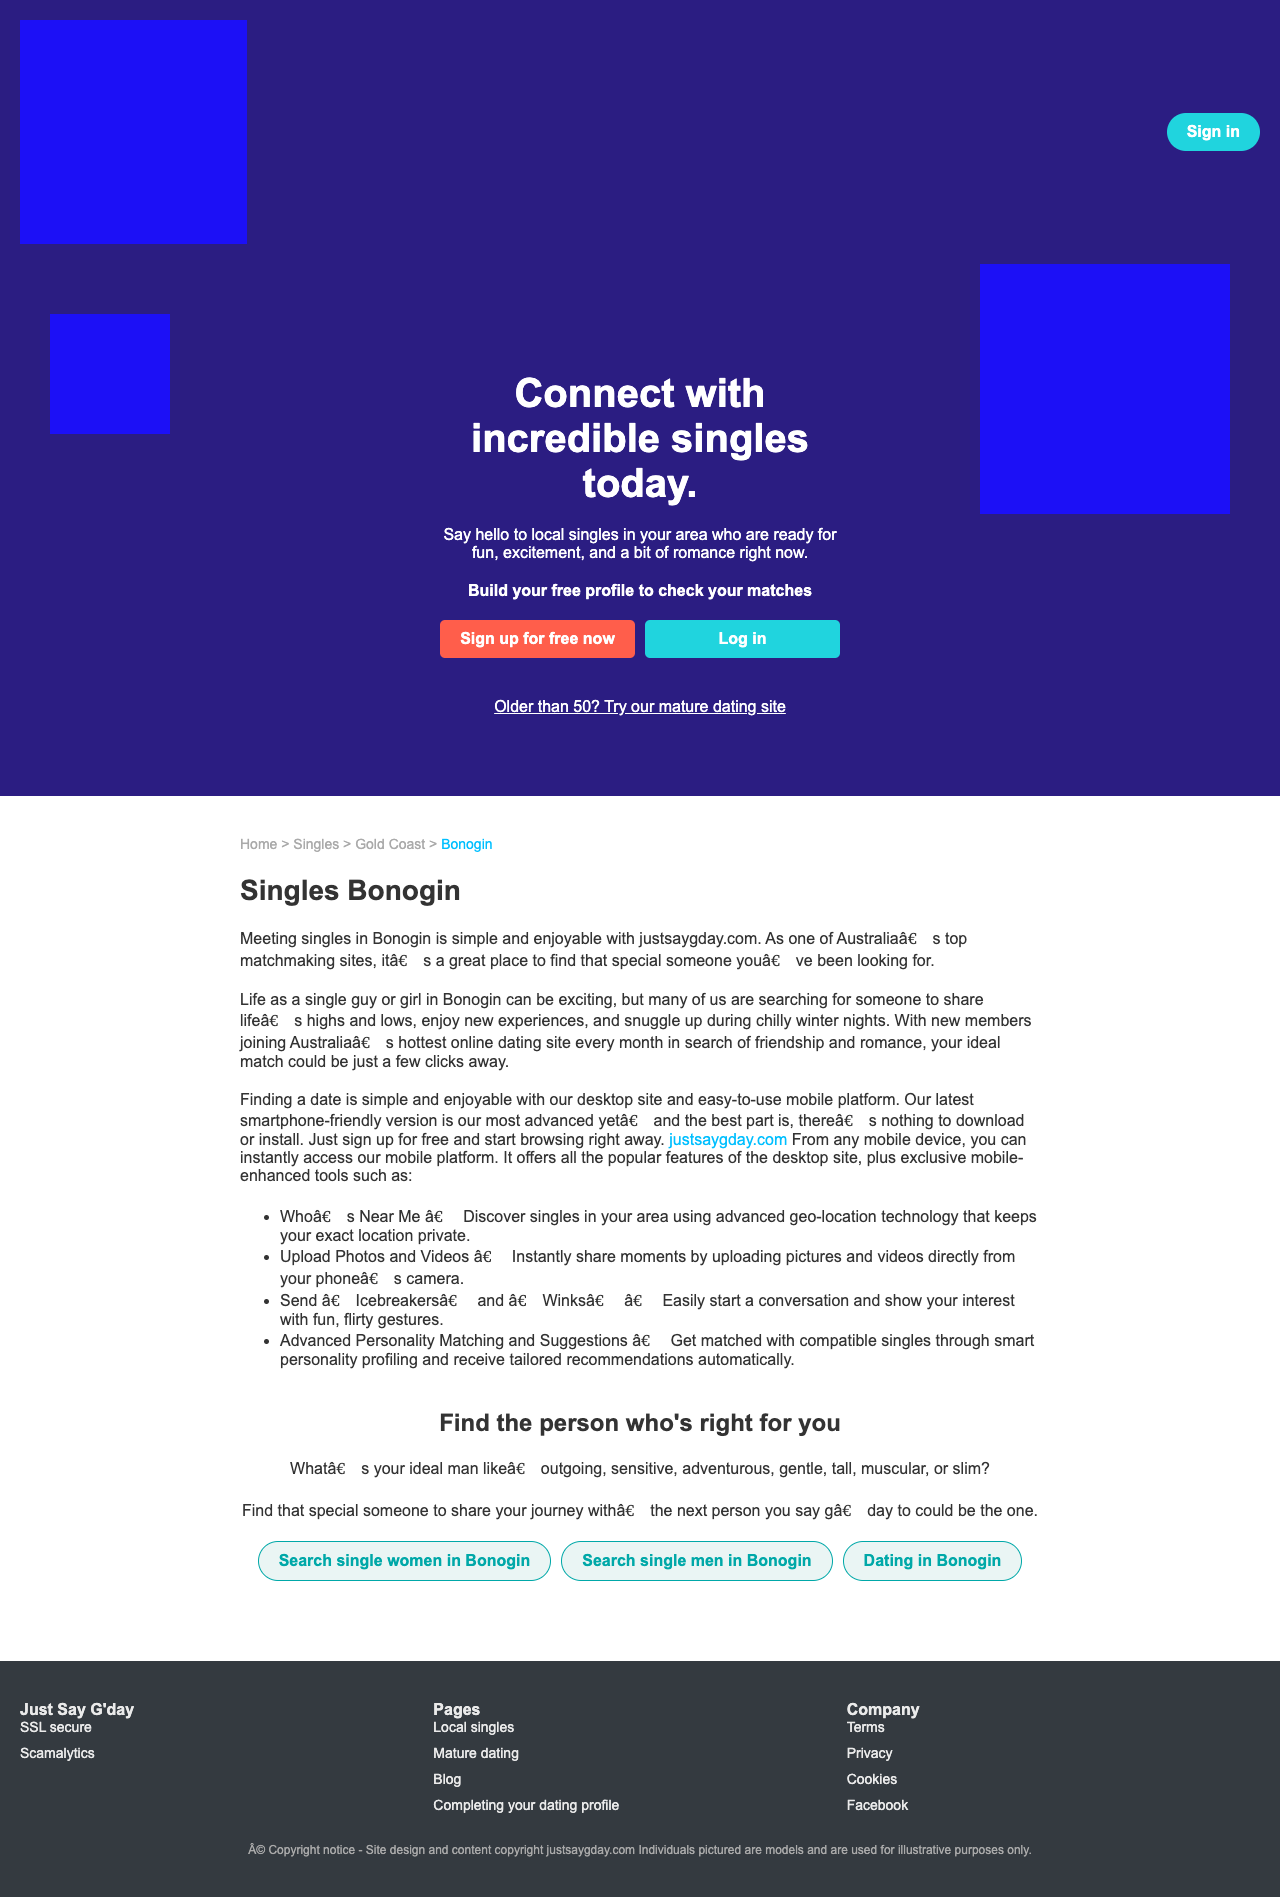 Sign in
Connect with
incredible singles
today.
Say hello to local singles in your area who are ready for
fun, excitement, and a bit of romance right now.
Build your free profile to check your matches
Sign up for free now
Log in
Older than 50? Try our mature dating site
Home > Singles > Gold Coast > Bonogin
Singles Bonogin
Meeting singles in Bonogin is simple and enjoyable with justsaygday.com. As one of Australiaâ€ s top
matchmaking sites, itâ€ s a great place to find that special someone youâ€ ve been looking for.
Life as a single guy or girl in Bonogin can be exciting, but many of us are searching for someone to share
lifeâ€ s highs and lows, enjoy new experiences, and snuggle up during chilly winter nights. With new members
joining Australiaâ€ s hottest online dating site every month in search of friendship and romance, your ideal
match could be just a few clicks away.
Finding a date is simple and enjoyable with our desktop site and easy-to-use mobile platform. Our latest
smartphone-friendly version is our most advanced yetâ€ and the best part is, thereâ€ s nothing to download
or install. Just sign up for free and start browsing right away. justsaygday.com From any mobile device, you can
instantly access our mobile platform. It offers all the popular features of the desktop site, plus exclusive mobile-
enhanced tools such as:
• Whoâ€ s Near Me â€ Discover singles in your area using advanced geo-location technology that keeps
your exact location private.
• Upload Photos and Videos â€ Instantly share moments by uploading pictures and videos directly from
your phoneâ€ s camera.
• Send â€ Icebreakersâ€ and â€ Winksâ€ â€ Easily start a conversation and show your interest
with fun, flirty gestures.
• Advanced Personality Matching and Suggestions â€ Get matched with compatible singles through smart
personality profiling and receive tailored recommendations automatically.
Find the person who's right for you
Whatâ€ s your ideal man likeâ€ outgoing, sensitive, adventurous, gentle, tall, muscular, or slim?
Find that special someone to share your journey withâ€ the next person you say gâ€ day to could be the one.
Search single women in Bonogin
Search single men in Bonogin
Dating in Bonogin
Just Say G'day
SSL secure
Scamalytics
Pages
Local singles
Mature dating
Blog
Completing your dating profile
Company
Terms
Privacy
Cookies
Facebook
Â© Copyright notice - Site design and content copyright justsaygday.com Individuals pictured are models and are used for illustrative purposes only.